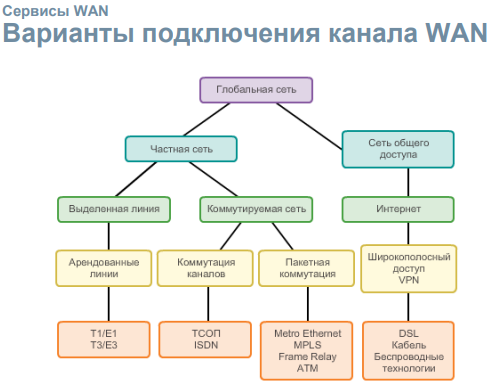 Сервисы WAN
Варианты подключения канала WAN
Глобальная сеть
Частная сеть
Сеть общего
доступа
Выделенная линия
Коммутируемая сеть
Интернет
Арендованные
линии
Коммутация
каналов
Пакетная
коммутация
Широкополосный
доступ
VPN
T1/E1
T3/E3
ТСОП
ISDN
Metro Ethernet
MPLS
Frame Relay
ATM
DSL
Кабель
Беспроводные
технологии